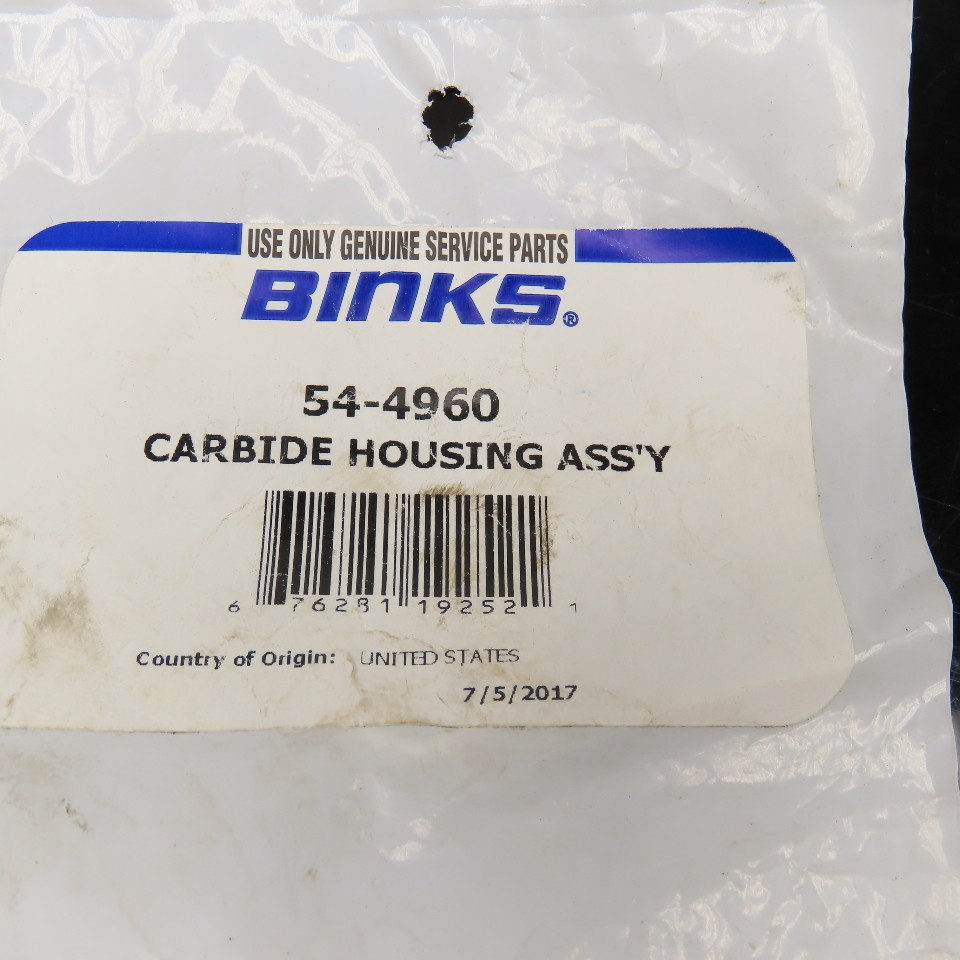 USE ONLY GENUINE SERVICE PARTS
BINKS®
54-4960
CARBIDE HOUSING ASS'Y
6 76281 19252 1
Country of Origin: UNITED STATES
7/5/2017